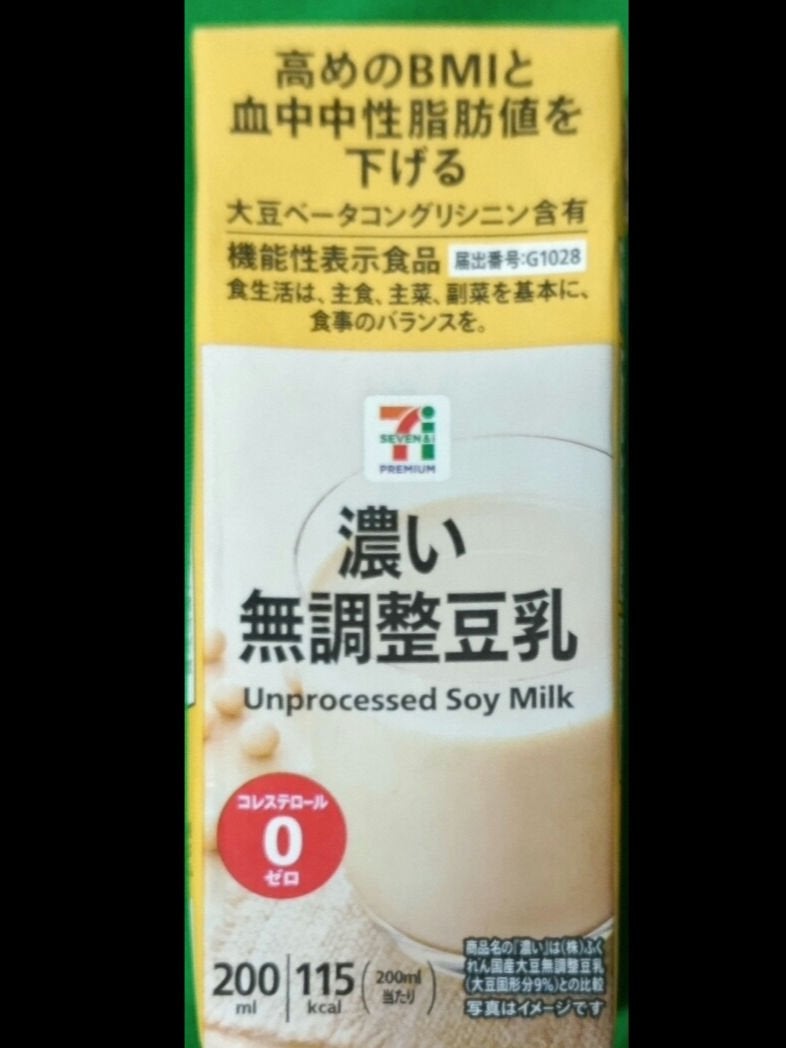 高めのBMIと
血中中性脂肪値を
下げる
大豆ベータコングリシニン含有
機能性表示食品 届出番号:G1028
食生活は、主食、主菜、副菜を基本に、
食事のバランスを。
SEVEN&i
PREMIUM
濃い
無調整豆乳
Unprocessed Soy Milk
コレステロール
0
ゼロ
200ml 115kcal (200ml当たり)
商品名の「濃い」は(株)ふく
れん国産大豆無調整豆乳
(大豆固形分9%)との比較
写真はイメージです